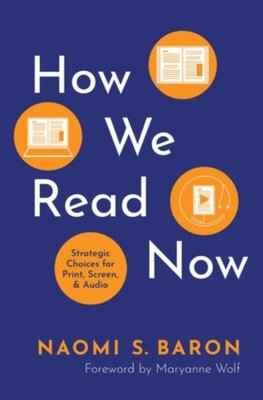 How
We
Read
Now
Strategic
Choices for
Print, Screen,
& Audio
NAOMI S. BARON
Foreword by Maryanne Wolf